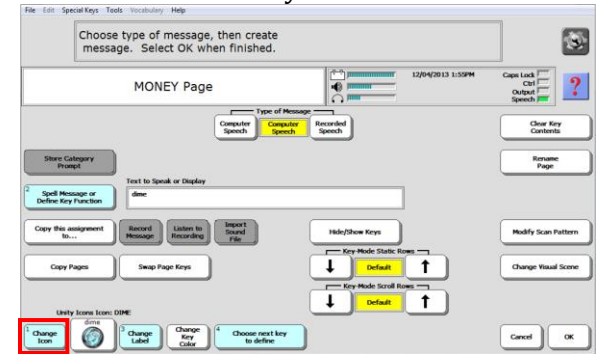 File Edit Special Keys Tools Vocabulary Help
Choose type of message, then create
message. Select OK when finished.
MONEY Page
12/04/2013 1:55PM
Caps Lock
Ctrl
Output
Speech
?
Type of Message
Computer Speech
Computer Speech
Recorded Speech
Clear Key Contents
Store Category Prompt
Rename Page
Text to Speak or Display
2 Spell Message or Define Key Function
dime
Copy this assignment to...
Record Message
Listen to Recording
Import Sound File
Hide/Show Keys
Modify Scan Pattern
Key-Mode Static Rows
Copy Pages
Swap Page Keys
Default
Change Visual Scene
Key-Mode Scroll Rows
Default
Unity Icons Icon: DIME
1 Change Icon
dime
3 Change Label
Change Key Color
4 Choose next key to define
Cancel
OK